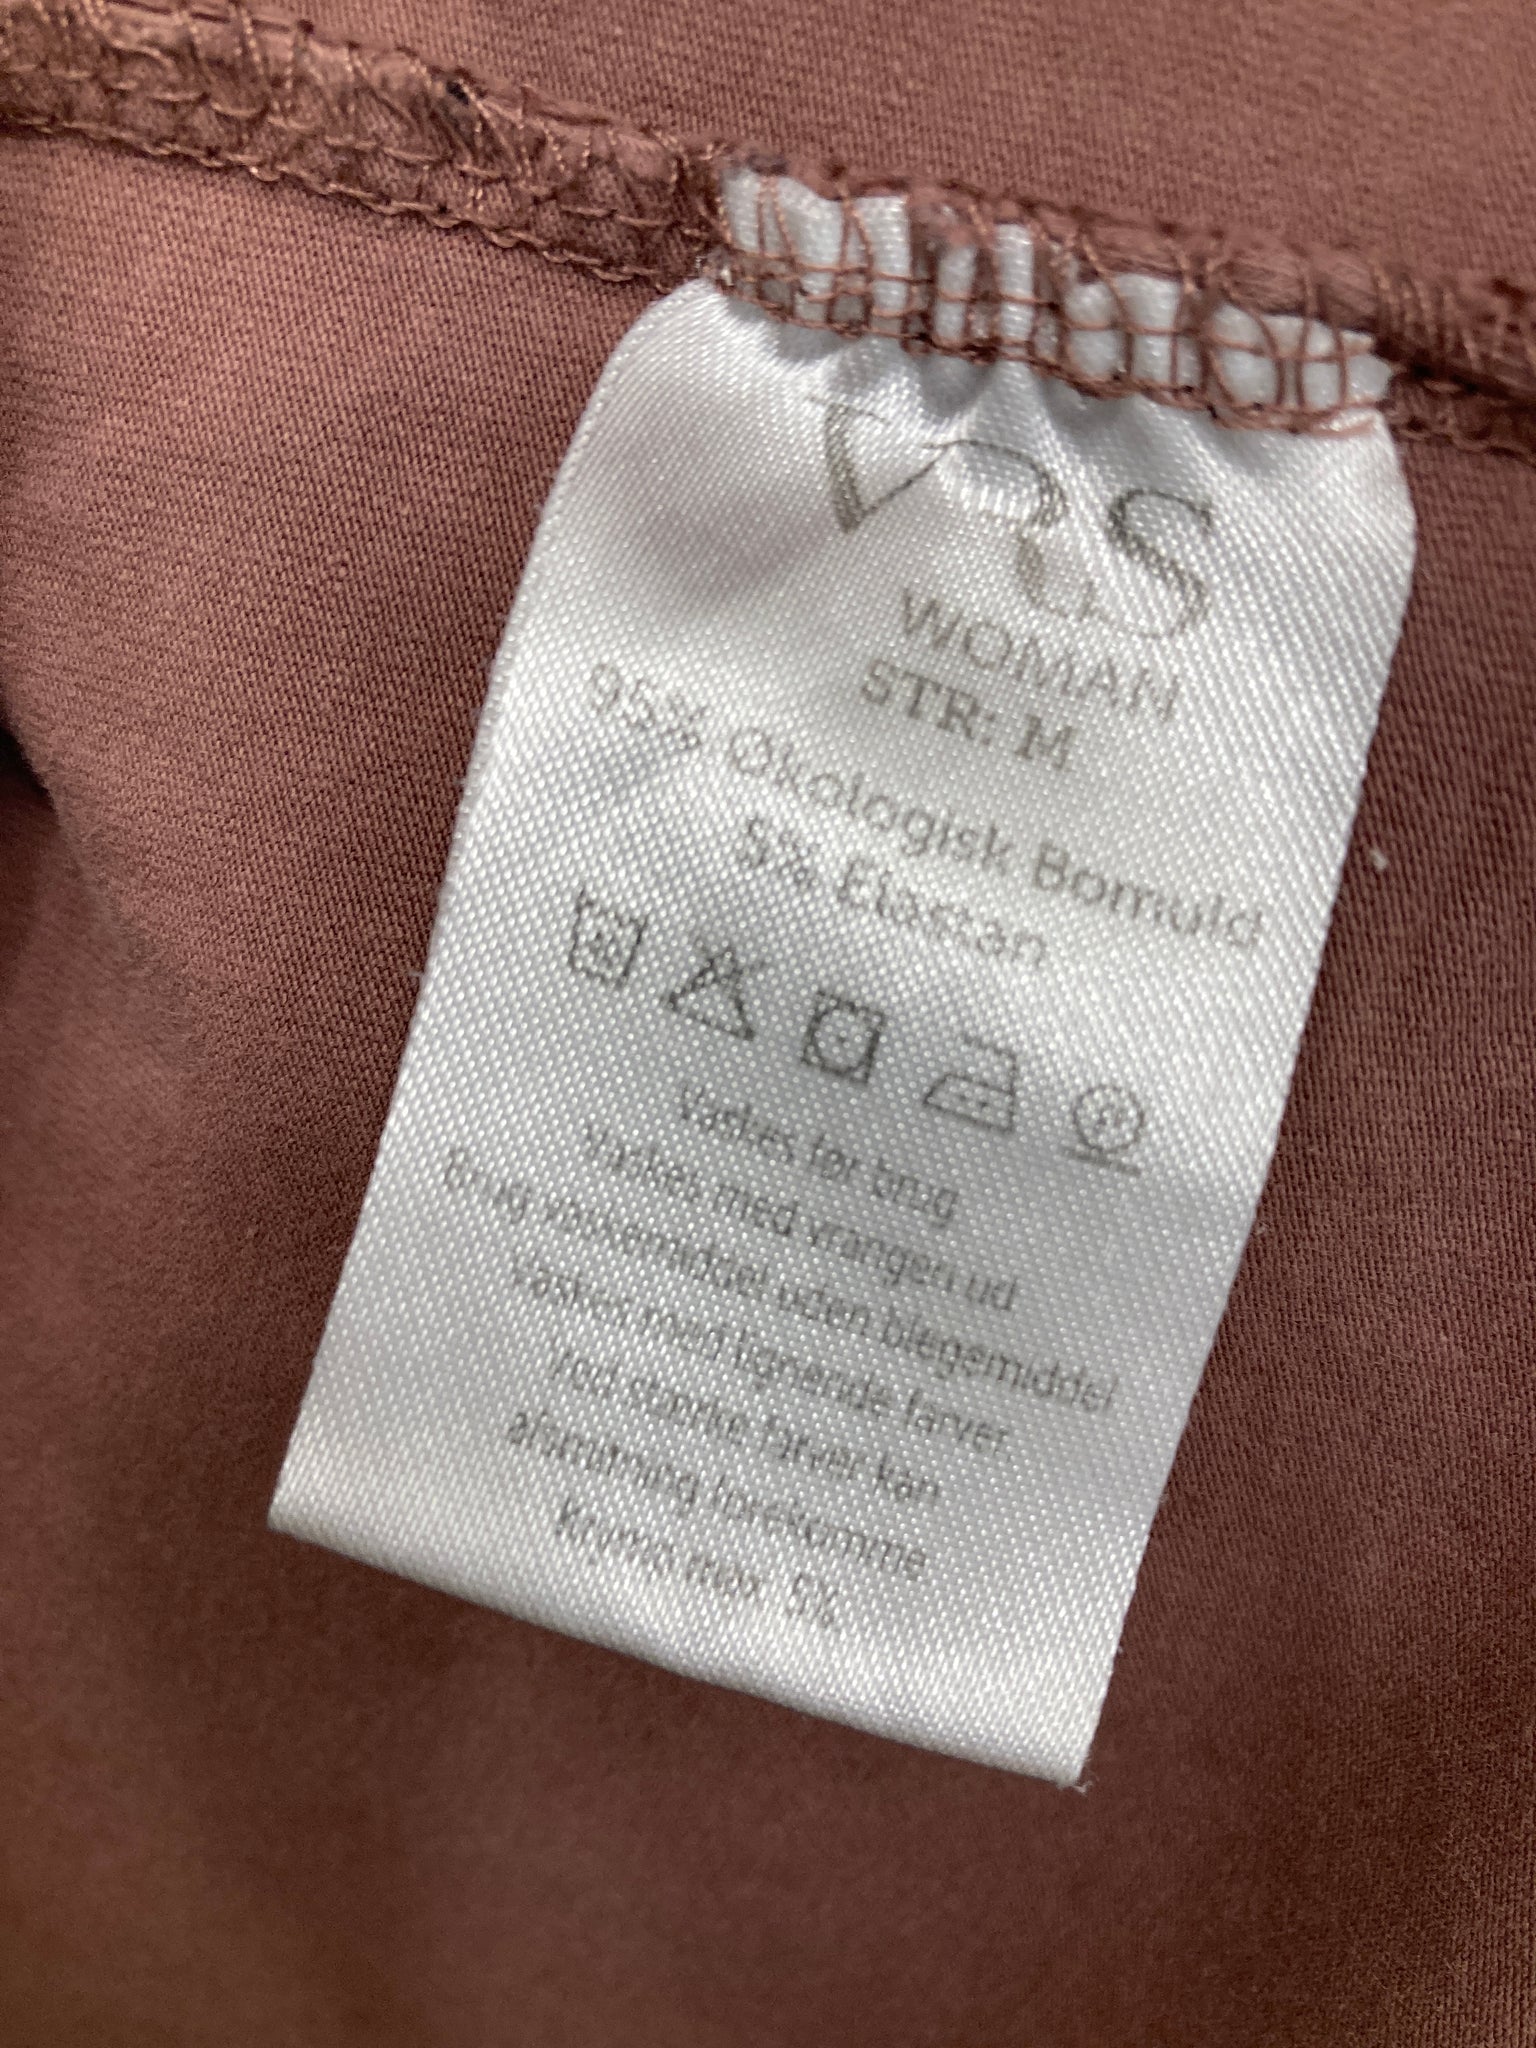 VRS
WOMAN
STR: M
95% Økologisk Bomuld
5% Elastan
Vaskes før brug
Vaskes med vrangen ud
Brug vaskemiddel uden blegemiddel
Vaskes med lignende farver
Ved stærke farver kan
afsmitning forekomme
Krymp max 5%